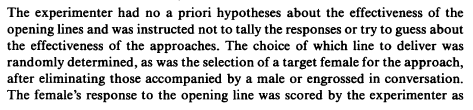 The experimenter had no a priori hypotheses about the effectiveness of the
opening lines and was instructed not to tally the responses or try to guess about
the effectiveness of the approaches. The choice of which line to deliver was
randomly determined, as was the selection of a target female for the approach,
after eliminating those accompanied by a male or engrossed in conversation.
The female's response to the opening line was scored by the experimenter as